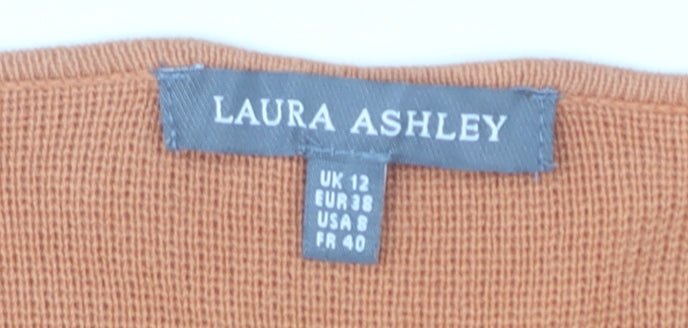 LAURA ASHLEY
UK 12
EUR 38
USA 8
FR 40